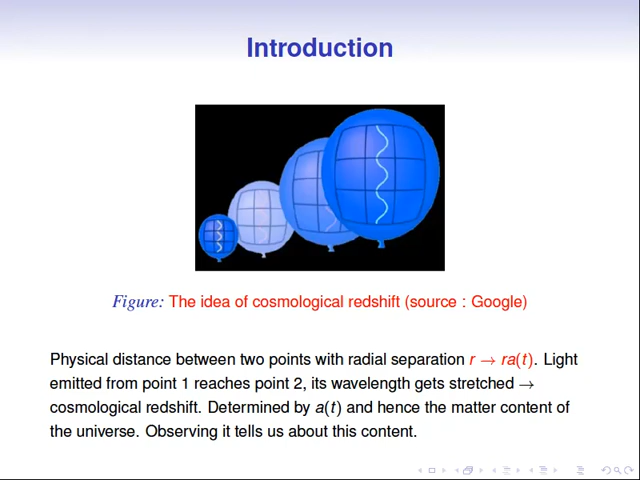 Introduction
Figure: The idea of cosmological redshift (source : Google)
Physical distance between two points with radial separation r → ra(t). Light
emitted from point 1 reaches point 2, its wavelength gets stretched →
cosmological redshift. Determined by a(t) and hence the matter content of
the universe. Observing it tells us about this content.